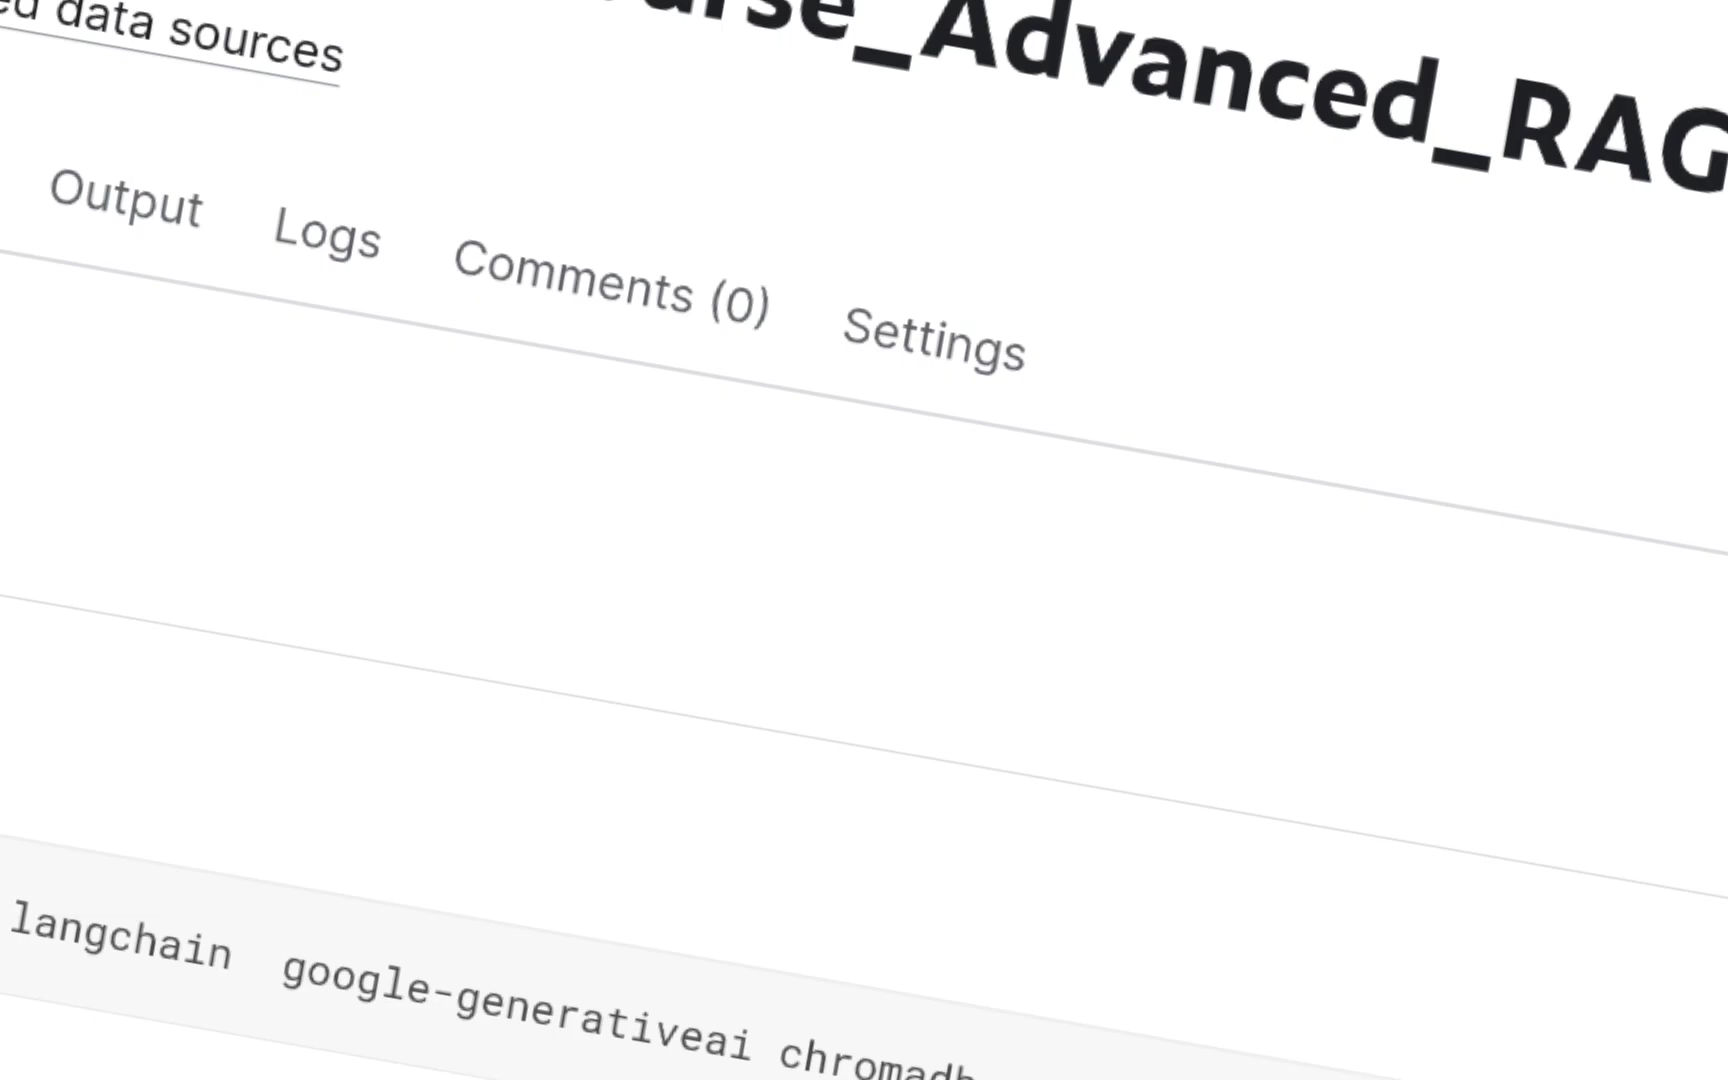 data sources
_Advanced_RAG
Output Logs Comments (0) Settings
langchain google-generativeai